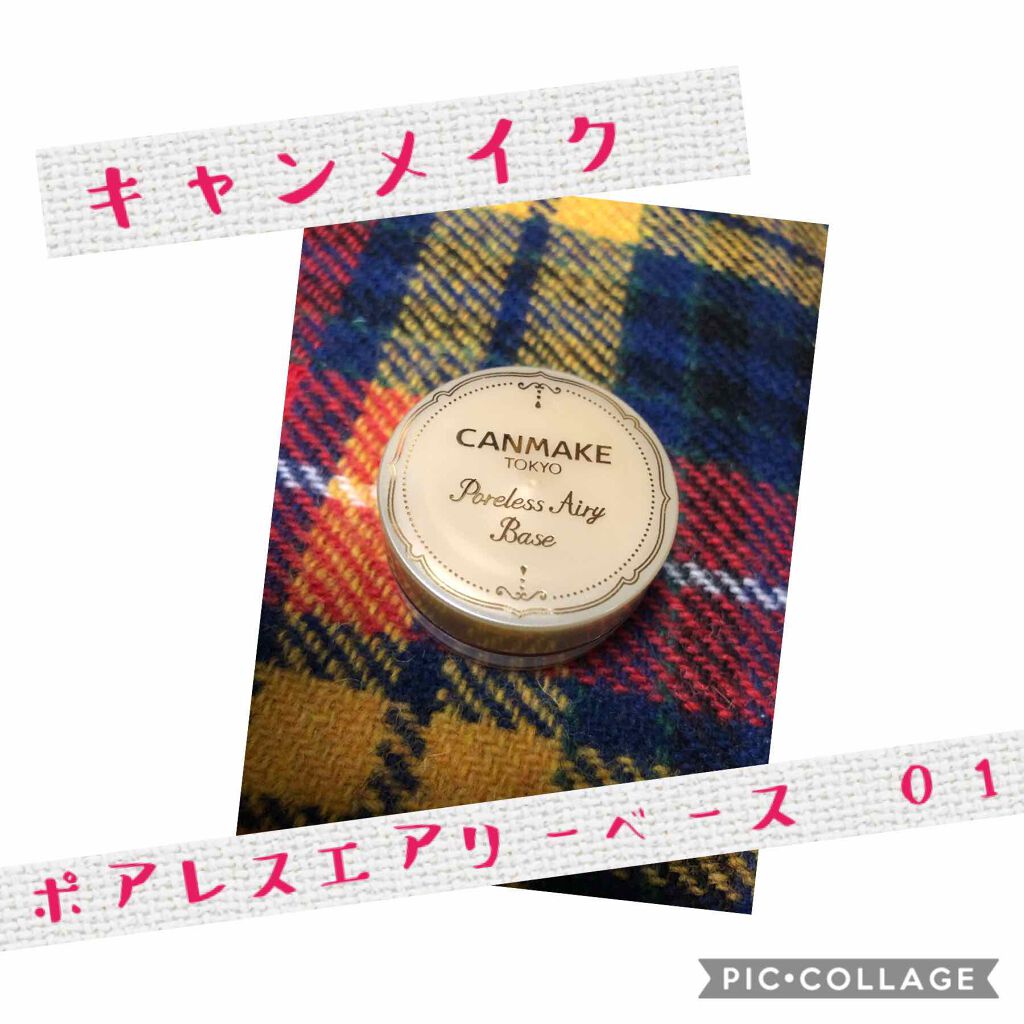 キャンメイク
CANMAKE
TOKYO
Poreless Airy
Base
ポアレスエアリーベース 01
PIC•COLLAGE